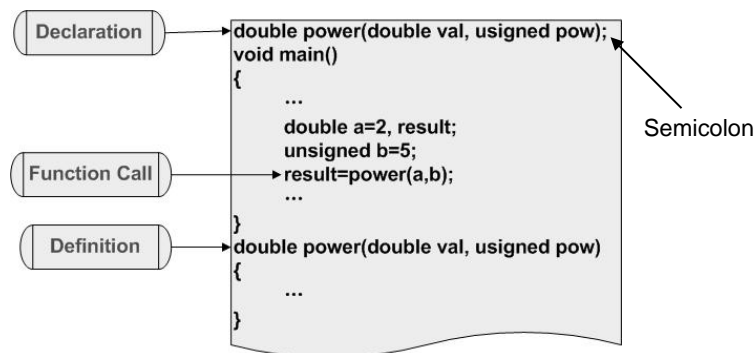 Declaration
double power(double val, usigned pow);
void main()
{
...
double a=2, result;
Semicolon
unsigned b=5;
Function Call
result=power(a,b);
...
}
Definition
double power(double val, usigned pow)
{
...
}